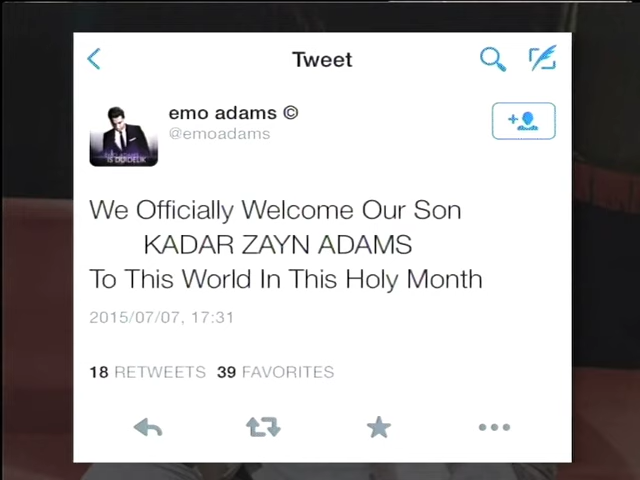 Tweet
emo adams ©
@emoadams
We Officially Welcome Our Son
KADAR ZAYN ADAMS
To This World In This Holy Month
2015/07/07, 17:31
18 RETWEETS 39 FAVORITES